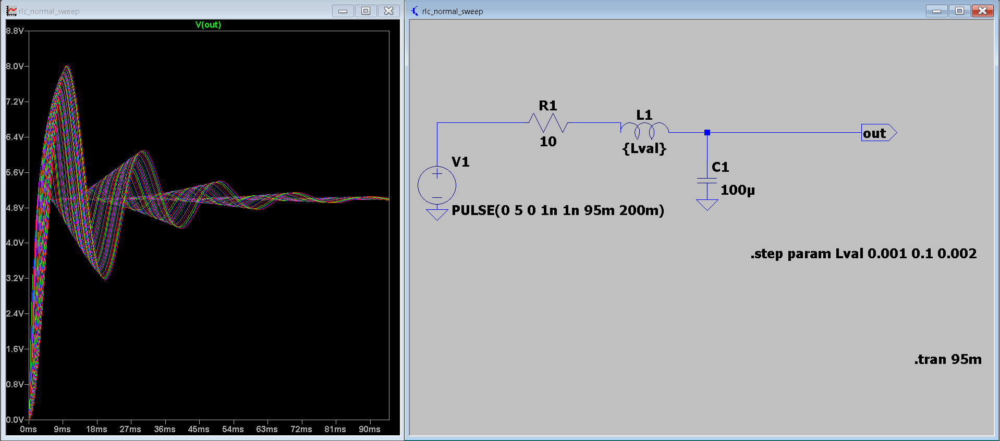 rlc_normal_sweep
V(out)
8.8V
8.0V
7.2V
6.4V
5.6V
4.8V
4.0V
3.2V
2.4V
1.6V
0.8V
0.0V
0ms 9ms 18ms 27ms 36ms 45ms 54ms 63ms 72ms 81ms 90ms
rlc_normal_sweep
R1
10
L1
{Lval}
out
V1
PULSE(0 5 0 1n 1n 95m 200m)
C1
100µ
.step param Lval 0.001 0.1 0.002
.tran 95m